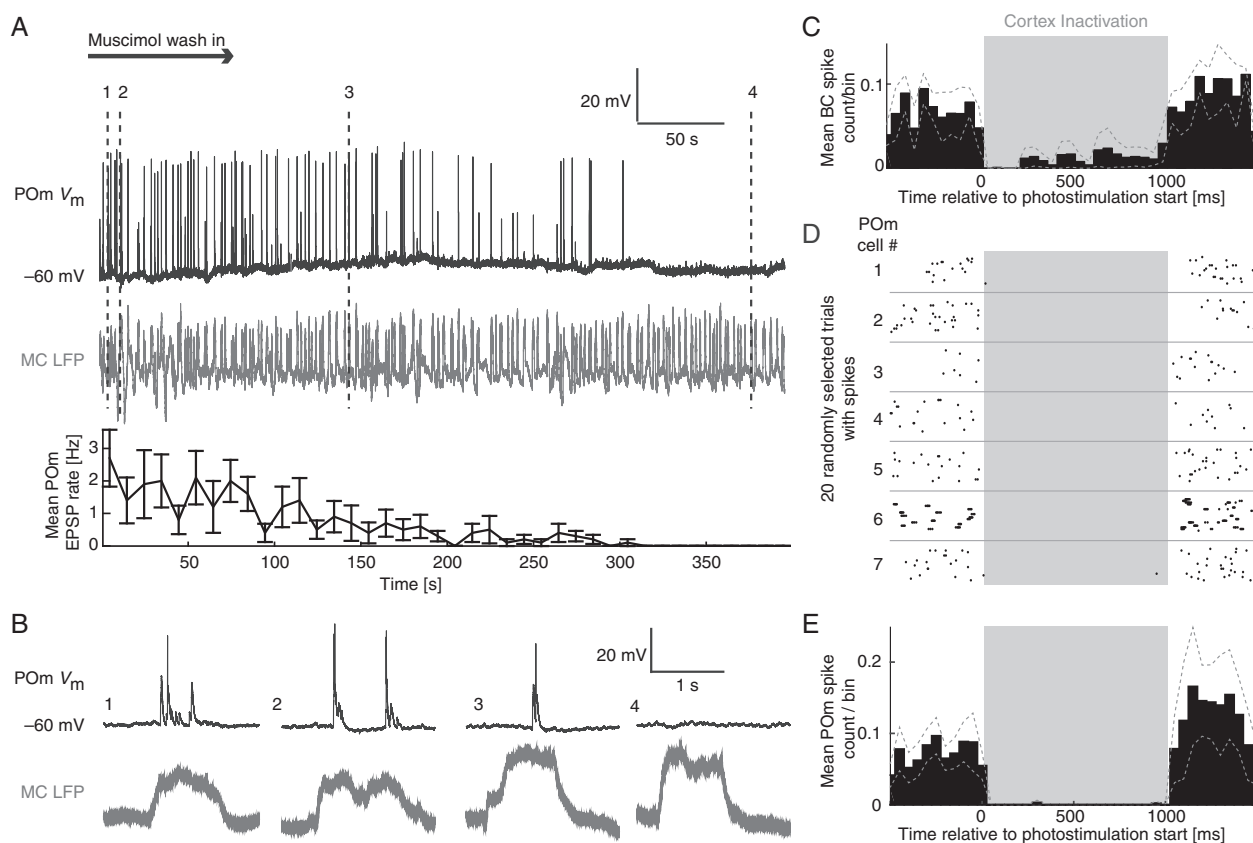 A
Muscimol wash in
1 2 3 4
20 mV
50 s
POm Vm
–60 mV
MC LFP
Mean POm
EPSP rate [Hz]
3
2
1
0
50 100 150 200 250 300 350
Time [s]
B
POm Vm
–60 mV
1 2 3 4
20 mV
1 s
MC LFP
C
Cortex Inactivation
Mean BC spike
count/bin
0.1
0
0 500 1000
Time relative to photostimulation start [ms]
D
POm
cell #
20 randomly selected trials
with spikes
1
2
3
4
5
6
7
E
Mean POm spike
count / bin
0.2
0.1
0
0 500 1000
Time relative to photostimulation start [ms]